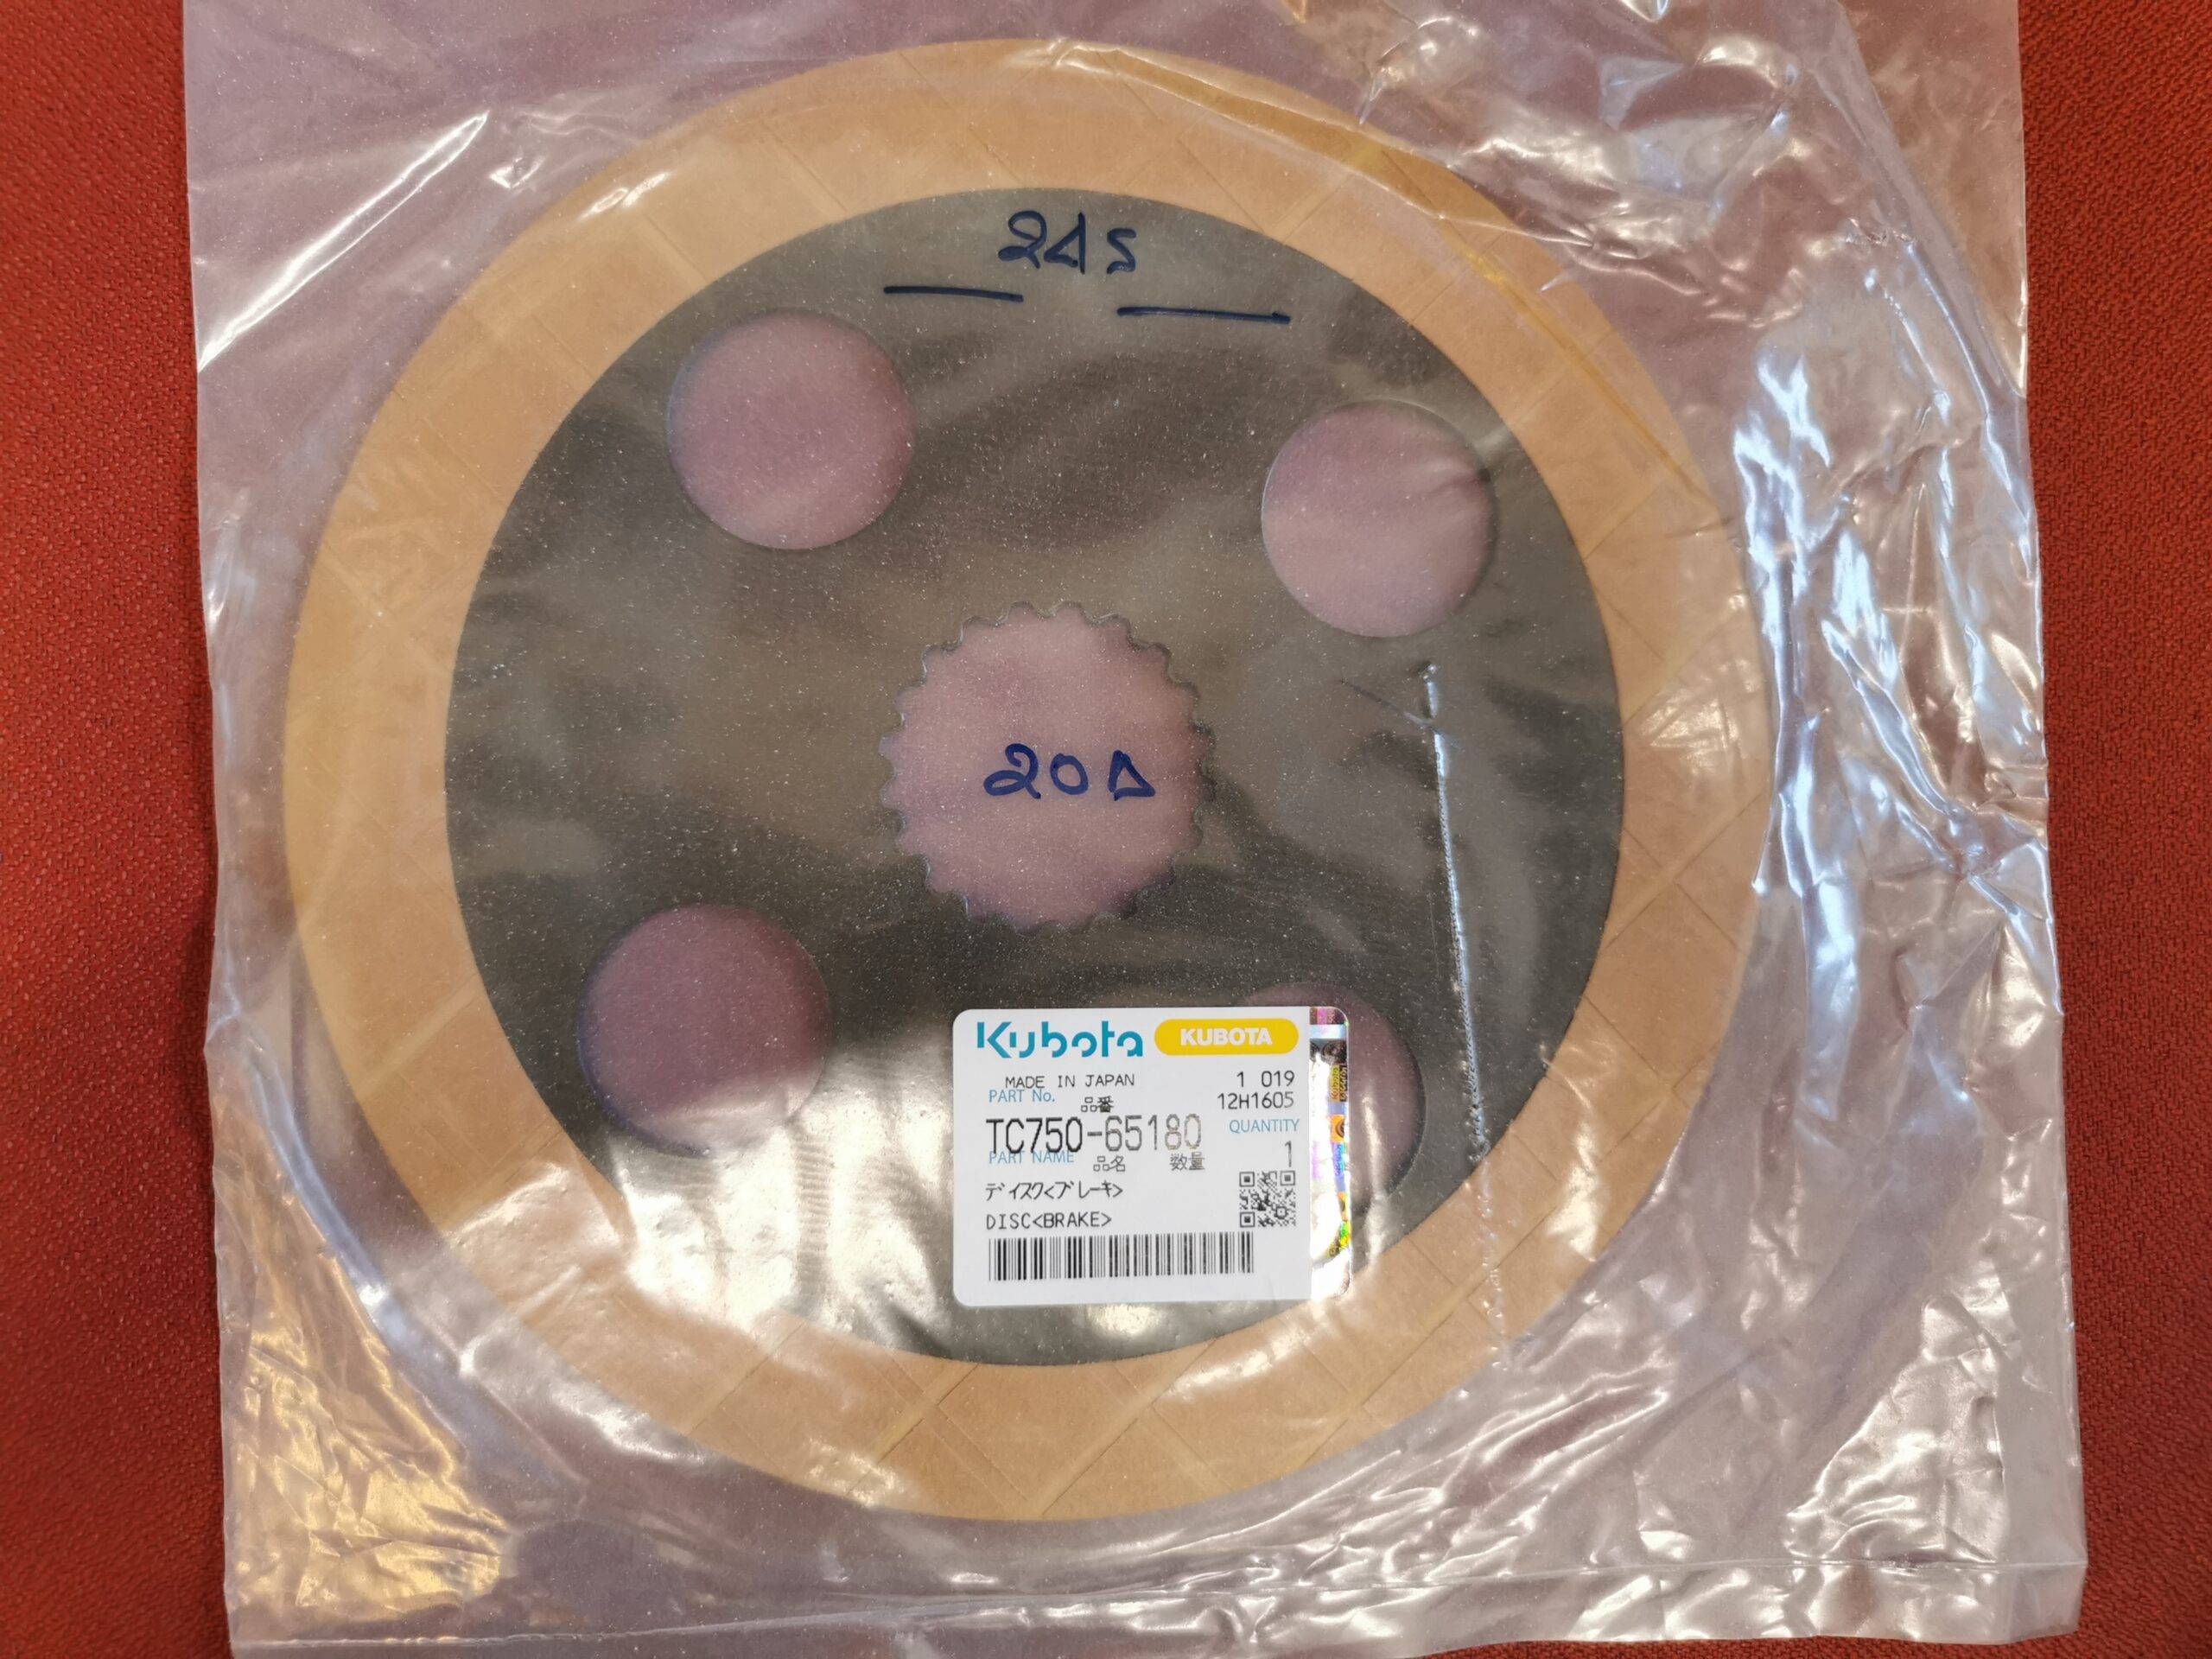 245
20D
Kubota KUBOTA
MADE IN JAPAN 1 019
PART No. 品番 12H1605
TC750-65180 QUANTITY
PART NAME 品名 数量 1
ディスク<ブレーキ>
DISC<BRAKE>